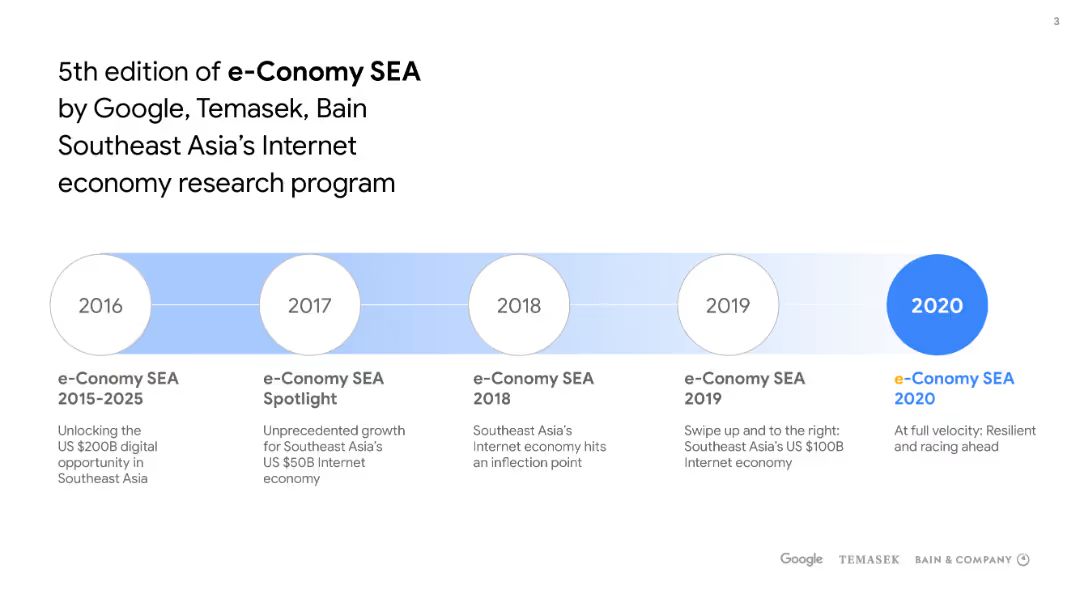 3
5th edition of e-Conomy SEA
by Google, Temasek, Bain
Southeast Asia's Internet
economy research program
2016
2017
2018
2019
2020
e-Conomy SEA
2015-2025
Unlocking the
US $200B digital
opportunity in
Southeast Asia
e-Conomy SEA
Spotlight
Unprecedented growth
for Southeast Asia's
US $50B Internet
economy
e-Conomy SEA
2018
Southeast Asia's
Internet economy hits
an inflection point
e-Conomy SEA
2019
Swipe up and to the right:
Southeast Asia's US $100B
Internet economy
e-Conomy SEA
2020
At full velocity: Resilient
and racing ahead
Google TEMASEK BAIN & COMPANY